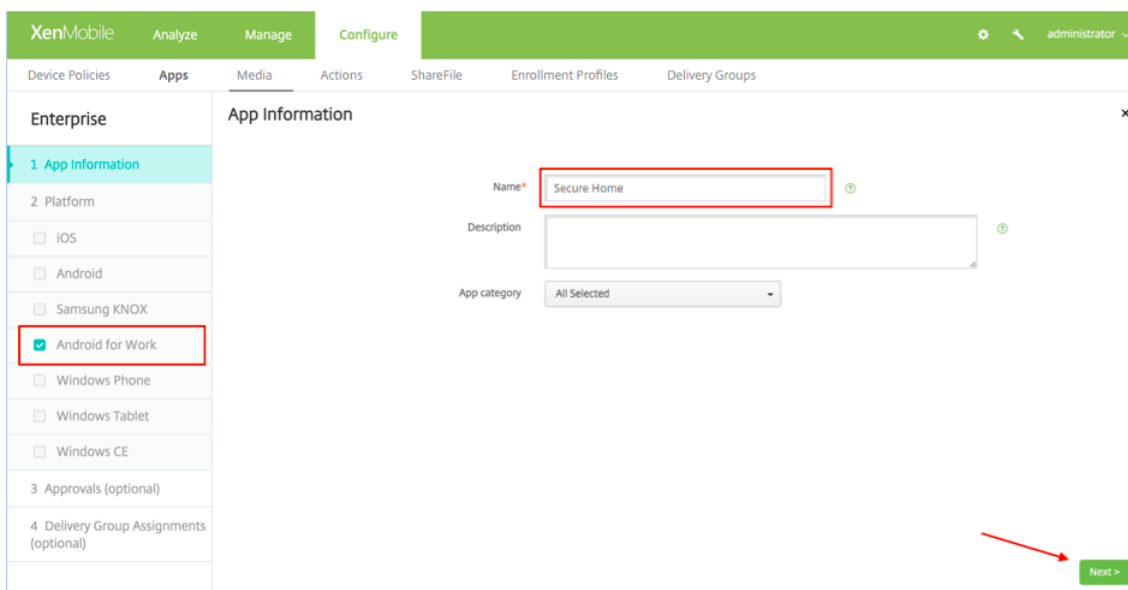 XenMobile Analyze Manage Configure administrator
Device Policies Apps Media Actions ShareFile Enrollment Profiles Delivery Groups
Enterprise
1 App Information
2 Platform
iOS
Android
Samsung KNOX
Android for Work
Windows Phone
Windows Tablet
Windows CE
3 Approvals (optional)
4 Delivery Group Assignments
(optional)
App Information
Name* Secure Home
Description
App category All Selected
Next >